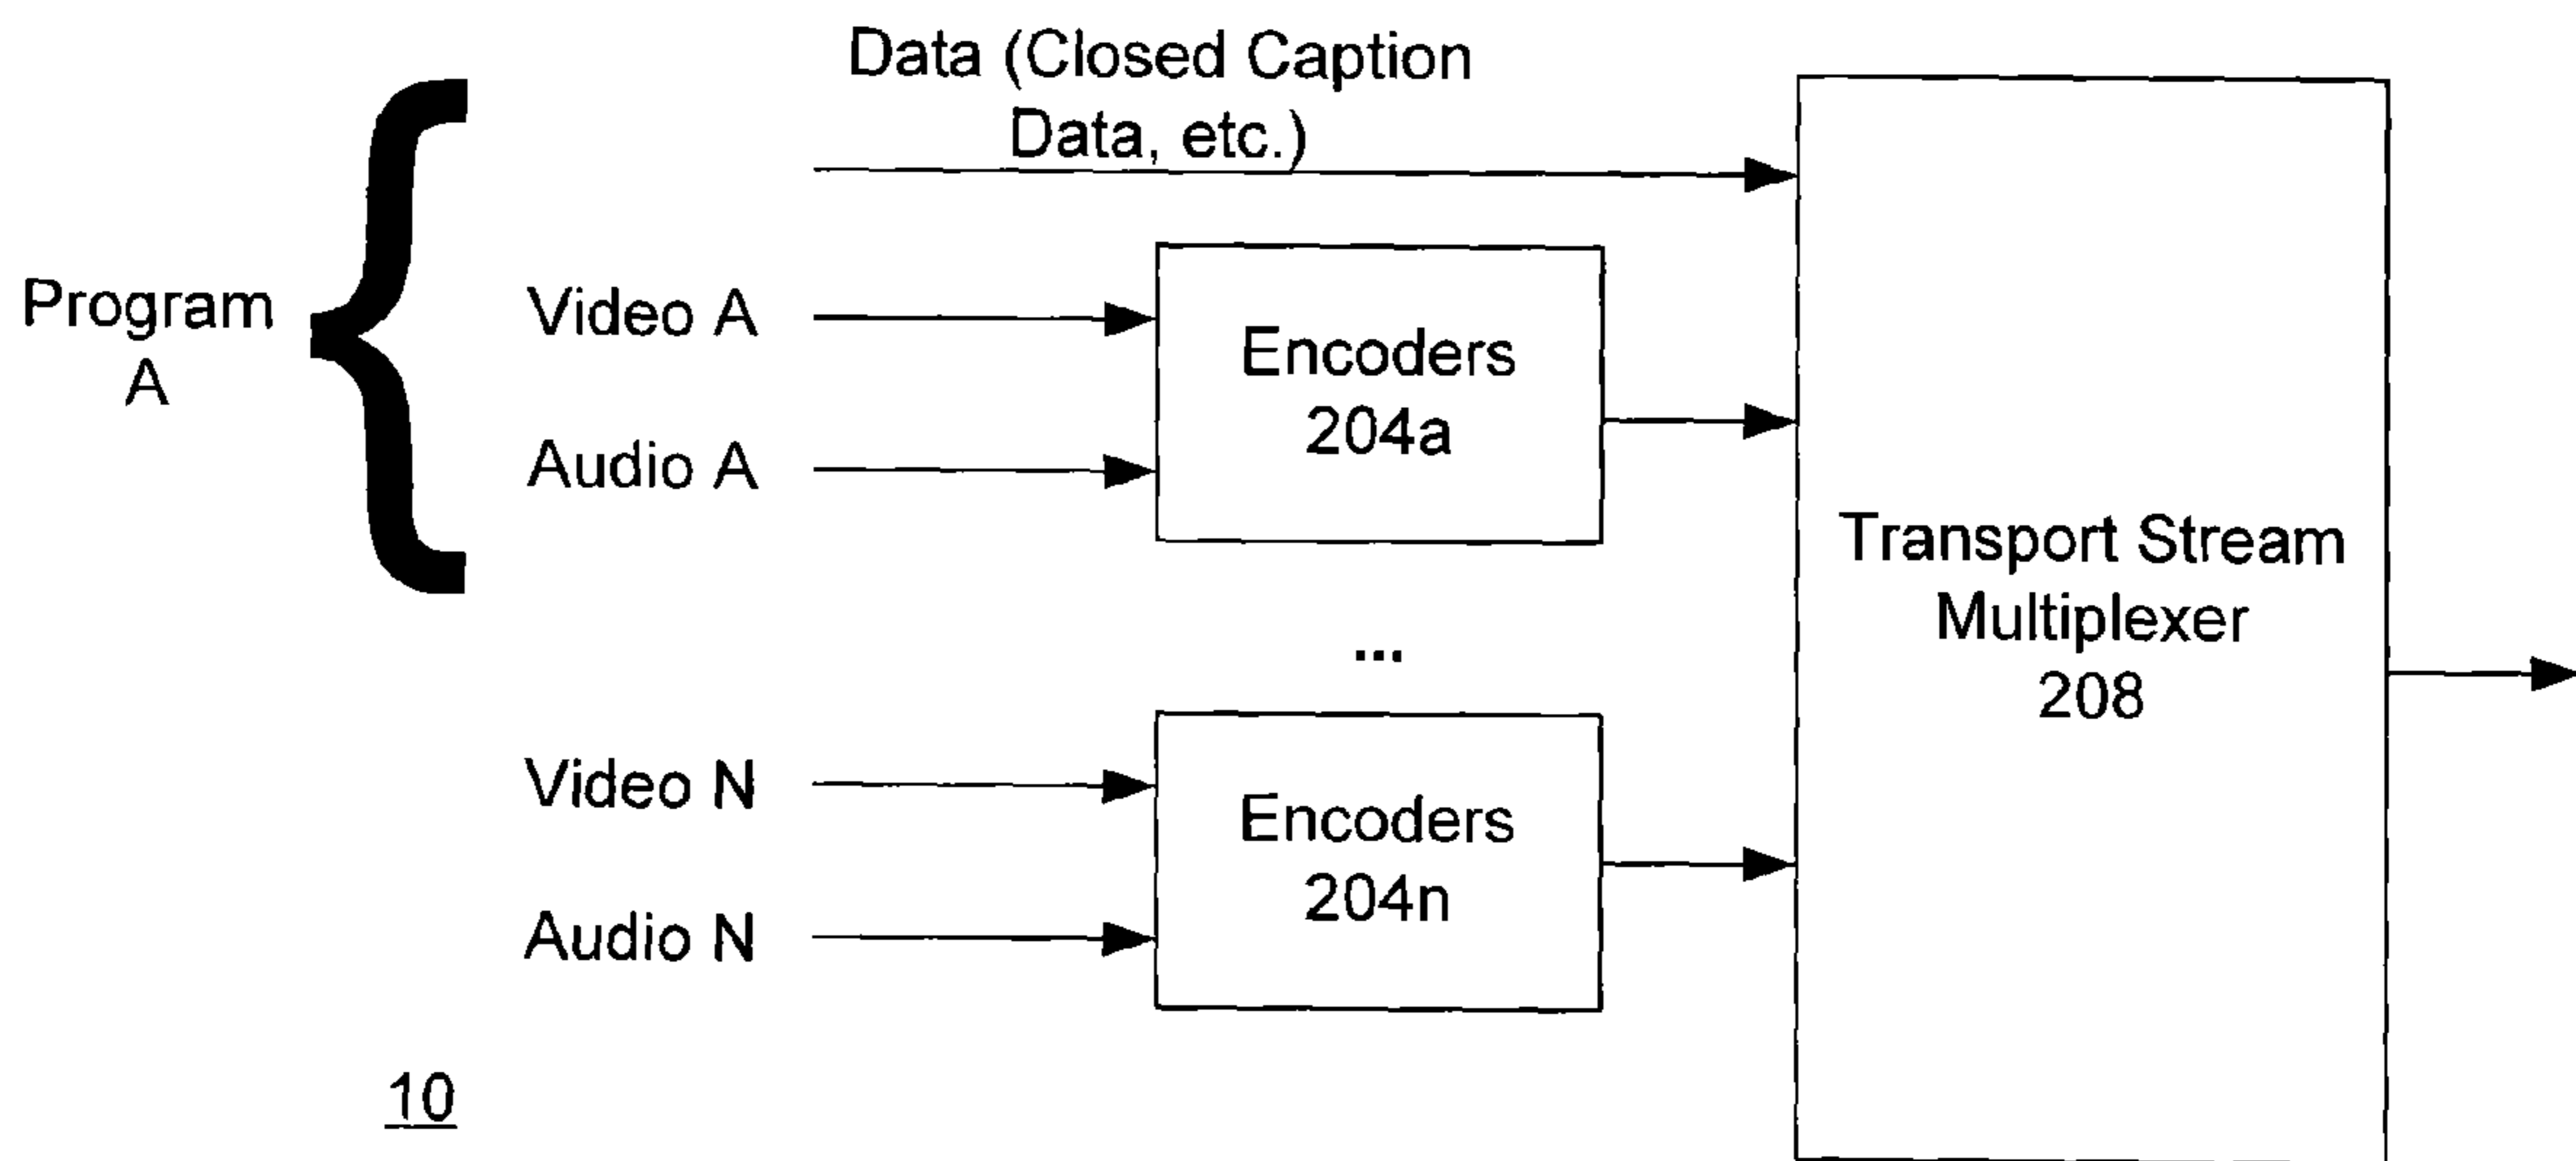 Data (Closed Caption
Data, etc.)
Program
A
Video A
Audio A
Encoders
204a
Transport Stream
Multiplexer
208
...
Video N
Audio N
Encoders
204n
10